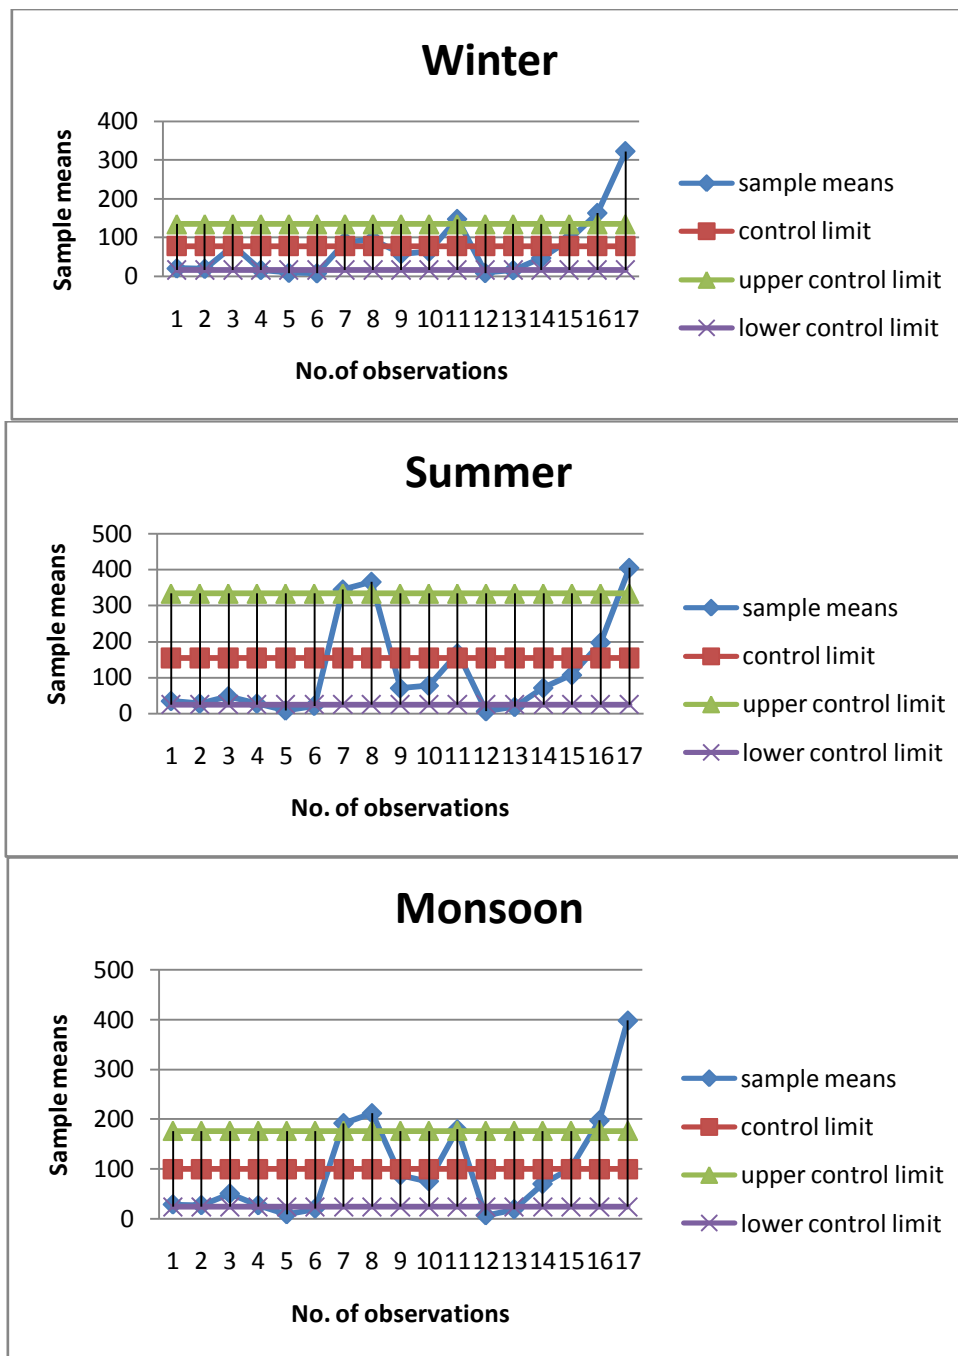 Winter
Sample means
400
300
200
100
0
1 2 3 4 5 6 7 8 9 10 11 12 13 14 15 16 17
No.of observations
sample means
control limit
upper control limit
lower control limit
Summer
Sample means
500
400
300
200
100
0
1 2 3 4 5 6 7 8 9 10 11 12 13 14 15 16 17
No. of observations
sample means
control limit
upper control limit
lower control limit
Monsoon
Sample means
500
400
300
200
100
0
1 2 3 4 5 6 7 8 9 10 11 12 13 14 15 16 17
No. of observations
sample means
control limit
upper control limit
lower control limit